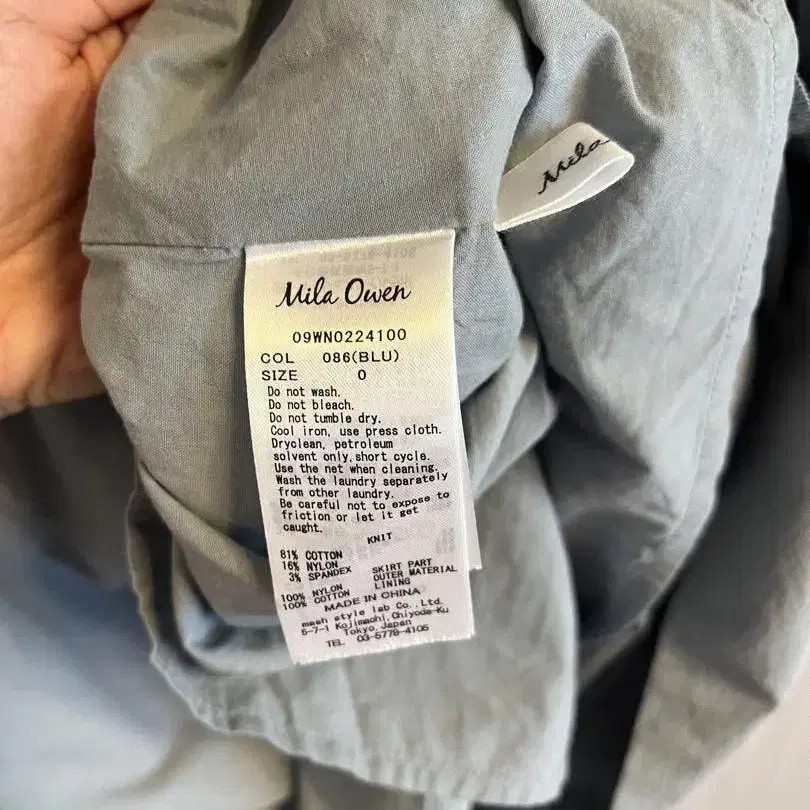 Mila
Mila Owen
09WN0224100
COL 086(BLU)
SIZE 0
Do not wash.
Do not bleach.
Do not tumble dry.
Cool iron, use press cloth.
Dryclean, petroleum
solvent only,short cycle.
Use the net when cleaning.
Wash the laundry separately
from other laundry.
Be careful not to expose to
friction or let it get
caught.
KNIT
81% COTTON
16% NYLON
3% SPANDEX
SKIRT PART
OUTER MATERIAL
100% NYLON
LINING
100% COTTON
MADE IN CHINA
mash style lab Co.,Ltd.
5-7-1 Kojimachi,Chiyoda-Ku
Tokyo,Japan
TEL 03-5778-4105